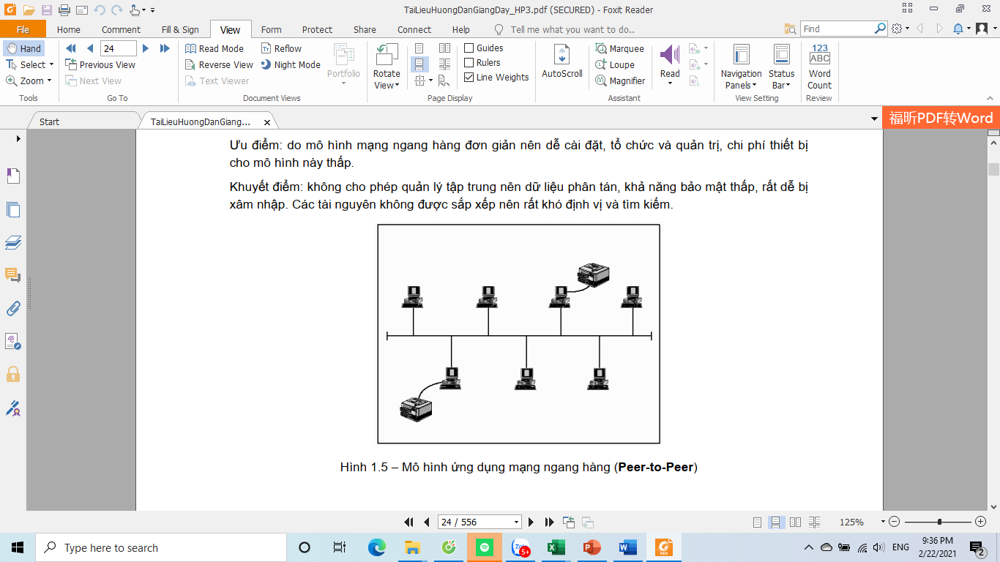 TaiLieuHuongDanGiangDay_HP3.pdf (SECURED) - Foxit Reader
File Home Comment Fill & Sign View Form Protect Share Connect Help Tell me what you want to do.. Find
Hand 24 Read Mode Reflow Guides Marquee 123
Select Previous View Reverse View Night Mode Portfolio Rotate View Rulers AutoScroll Loupe Read Navigation Panels Status Bar ABC Word Count
Zoom Next View Text Viewer Line Weights Magnifier
Tools Go To Document Views Page Display Assistant View Setting Review
Start TaiLieuHuongDanGiang... 福昕PDF转Word
Ưu điểm: do mô hình mạng ngang hàng đơn giản nên dễ cài đặt, tổ chức và quản trị, chi phí thiết bị
cho mô hình này thấp.
Khuyết điểm: không cho phép quản lý tập trung nên dữ liệu phân tán, khả năng bảo mật thấp, rất dễ bị
xâm nhập. Các tài nguyên không được sắp xếp nên rất khó định vị và tìm kiếm.
Hình 1.5 – Mô hình ứng dụng mạng ngang hàng (Peer-to-Peer)
24 / 556 125%
Type here to search 5+ ENG 9:36 PM
2/22/2021 2